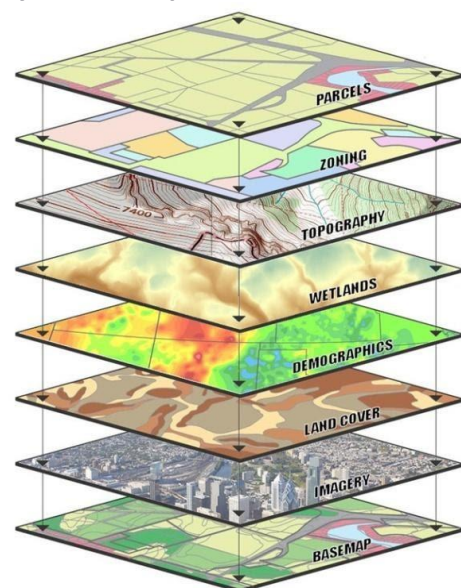 PARCELS
ZONING
7400
TOPOGRAPHY
WETLANDS
DEMOGRAPHICS
LAND COVER
IMAGERY
BASEMAP